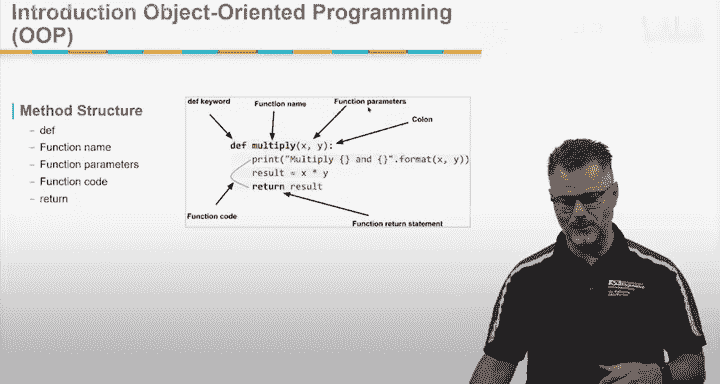 Introduction Object-Oriented Programming
(OOP)
Method Structure
– def
– Function name
– Function parameters
– Function code
– return
def keyword
Function name
Function parameters
Colon
def multiply(x, y):
print("Multiply {} and {}".format(x, y))
result = x * y
return result
Function code
Function return statement